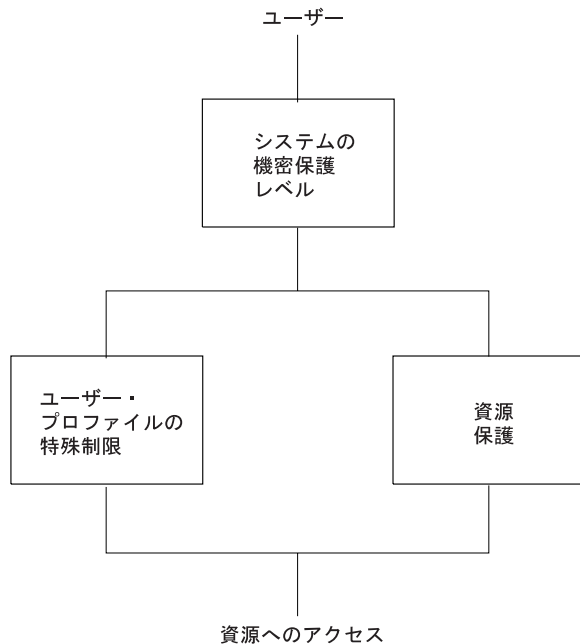 ユーザー
システムの
機密保護
レベル
ユーザー・
プロファイルの
特殊制限
資源
保護
資源へのアクセス